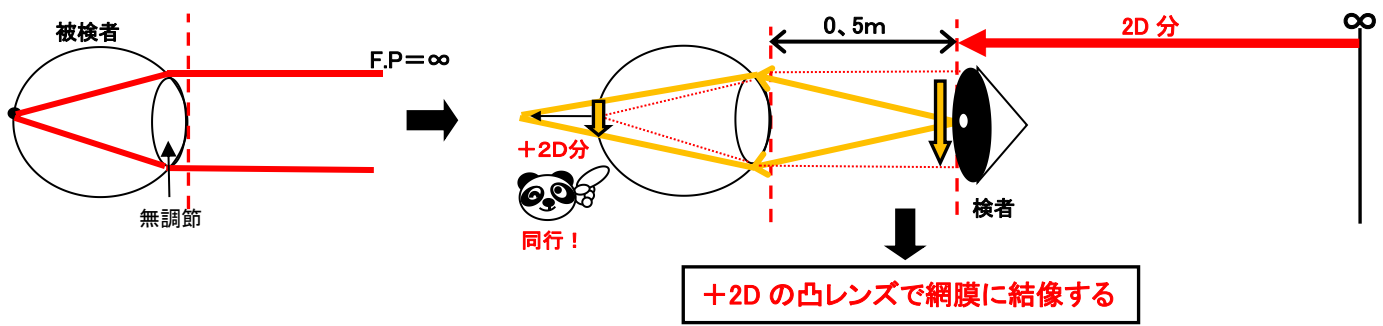 被検者
F.P=∞
無調節
0、5m
2D 分
∞
+2D分
同行！
検者
+2D の凸レンズで網膜に結像する